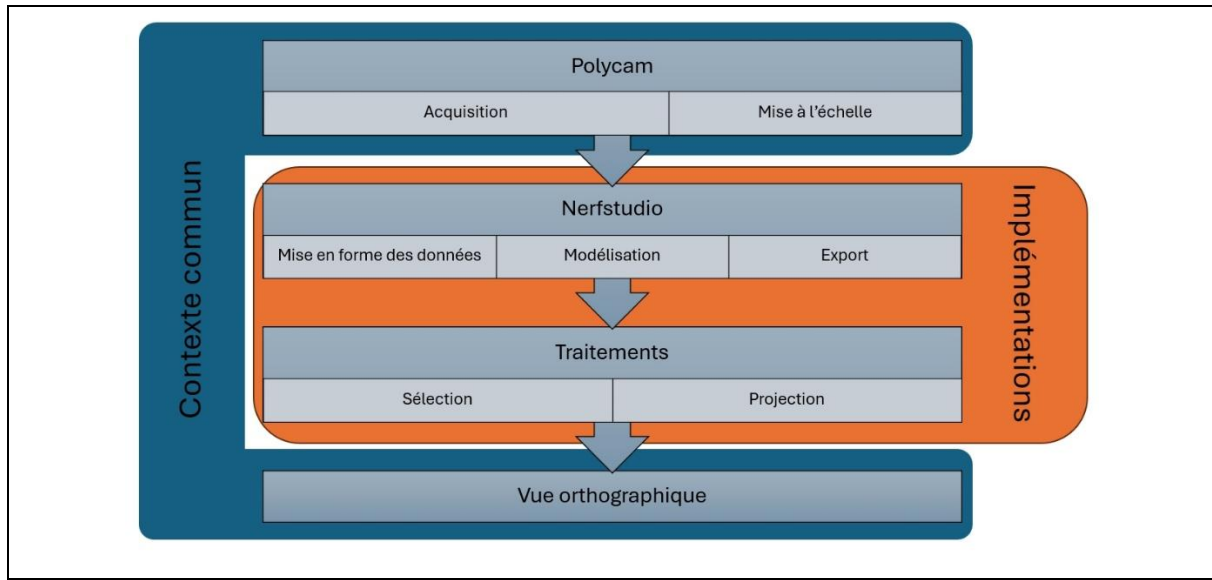 Contexte commun
Polycam
Acquisition
Mise à l’échelle
Implémentations
Nerfstudio
Mise en forme des données
Modélisation
Export
Traitements
Sélection
Projection
Vue orthographique